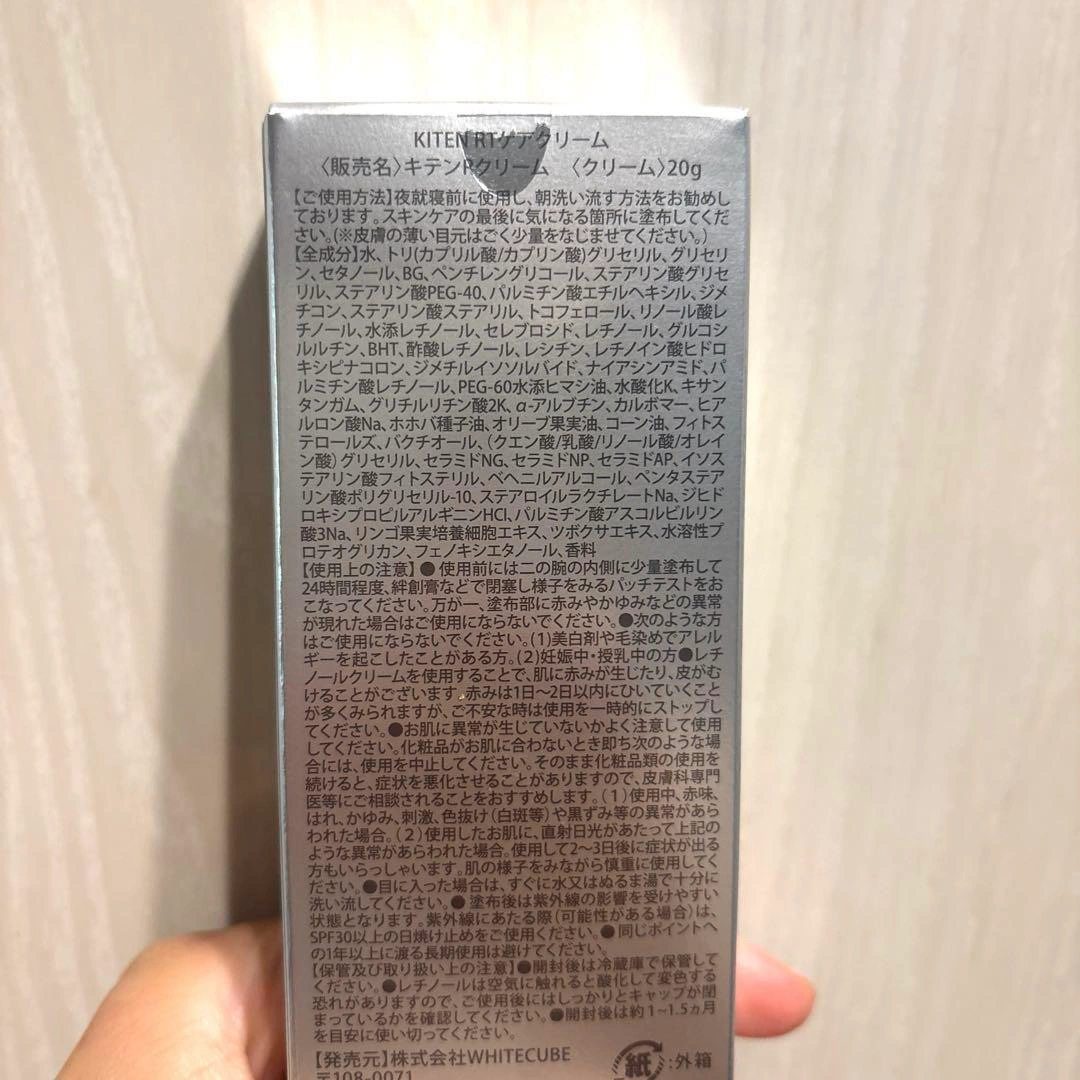 KITEN RTケアクリーム
〈販売名〉キテンPクリーム 〈クリーム〉20g
【ご使用方法】夜就寝前に使用し、朝洗い流す方法をお勧めし
ております。スキンケアの最後に気になる箇所に塗布してくだ
さい。(※皮膚の薄い目元はごく少量をなじませてください。)
【全成分】水、トリ(カプリル酸/カプリン酸)グリセリル、グリセリ
ン、セタノール、BG、ペンチレングリコール、ステアリン酸グリセ
リル、ステアリン酸PEG-40、パルミチン酸エチルヘキシル、ジメ
チコン、ステアリン酸ステアリル、トコフェロール、リノール酸レ
チノール、水添レチノール、セレブロシド、レチノール、グルコシ
ルルチン、BHT、酢酸レチノール、レシチン、レチノイン酸ヒドロ
キシピナコロン、ジメチルイソソルバイド、ナイアシンアミド、パ
ルミチン酸レチノール、PEG-60水添ヒマシ油、水酸化K、キサ
ンタンガム、グリチルリチン酸2K、α-アルブチン、カルボマー、ヒア
ルロン酸Na、ホホバ種子油、オリーブ果実油、コーン油、フィトス
テロールズ、バクチオール、(クエン酸/乳酸/リノール酸/オレイ
ン酸)グリセリル、セラミドNG、セラミドNP、セラミドAP、イソス
テアリン酸フィトステリル、ベヘニルアルコール、ペンタステア
リン酸ポリグリセリル-10、ステアロイルラクチレートNa、ジヒド
ロキシプロピルアルギニンHCl、パルミチン酸アスコルビルリン
酸3Na、リンゴ果実培養細胞エキス、ツボクサエキス、水溶性プ
ロテオグリカン、フェノキシエタノール、香料
【使用上の注意】●使用前には二の腕の内側に少量塗布して
24時間程度、絆創膏などで閉塞し様子をみるパッチテストをお
こなってください。万が一、塗布部に赤みやかゆみなどの異常
が現れた場合はご使用にならないでください。●次のような方
はご使用にならないでください。(1)美白剤や毛染めでアレル
ギーを起こしたことがある方。(2)妊娠中・授乳中の方●レチ
ノールクリームを使用することで、肌に赤みが生じたり、皮がむ
けることがございます。赤みは1日〜2日以内にひいていくこと
が多くみられますが、ご不安な時は使用を一時的にストップし
てください。●お肌に異常が生じていないかよく注意して使用
してください。化粧品がお肌に合わないとき即ち次のような場
合には、使用を中止してください。そのまま化粧品類の使用を
続けると、症状を悪化させることがありますので、皮膚科専門
医等にご相談されることをおすすめします。(1)使用中、赤味、
はれ、かゆみ、刺激、色抜け(白斑等)や黒ずみ等の異常があら
われた場合。(2)使用したお肌に、直射日光があたって上記の
ような異常があらわれた場合。使用して2〜3日後に症状が出る
方もいらっしゃいます。肌の様子をみながら慎重に使用してく
ださい。●目に入った場合は、すぐに水又はぬるま湯で十分に
洗い流してください。●塗布後は紫外線の影響を受けやすい
状態となります。紫外線にあたる際(可能性がある場合)は、
SPF30以上の日焼け止めをご使用ください。●同じポイントへ
の1年以上に渡る長期使用は避けてください。
【保管及び取り扱い上の注意】●開封後は冷蔵庫で保管して
ください。●レチノールは空気に触れると酸化して変色する
恐れがありますので、ご使用後にはしっかりとキャップが閉
まっているかを確認してください。●開封後は約1~1.5ヵ月
を目安に使い切ってください。
【発売元】株式会社WHITECUBE
〒108-0071
紙:外箱